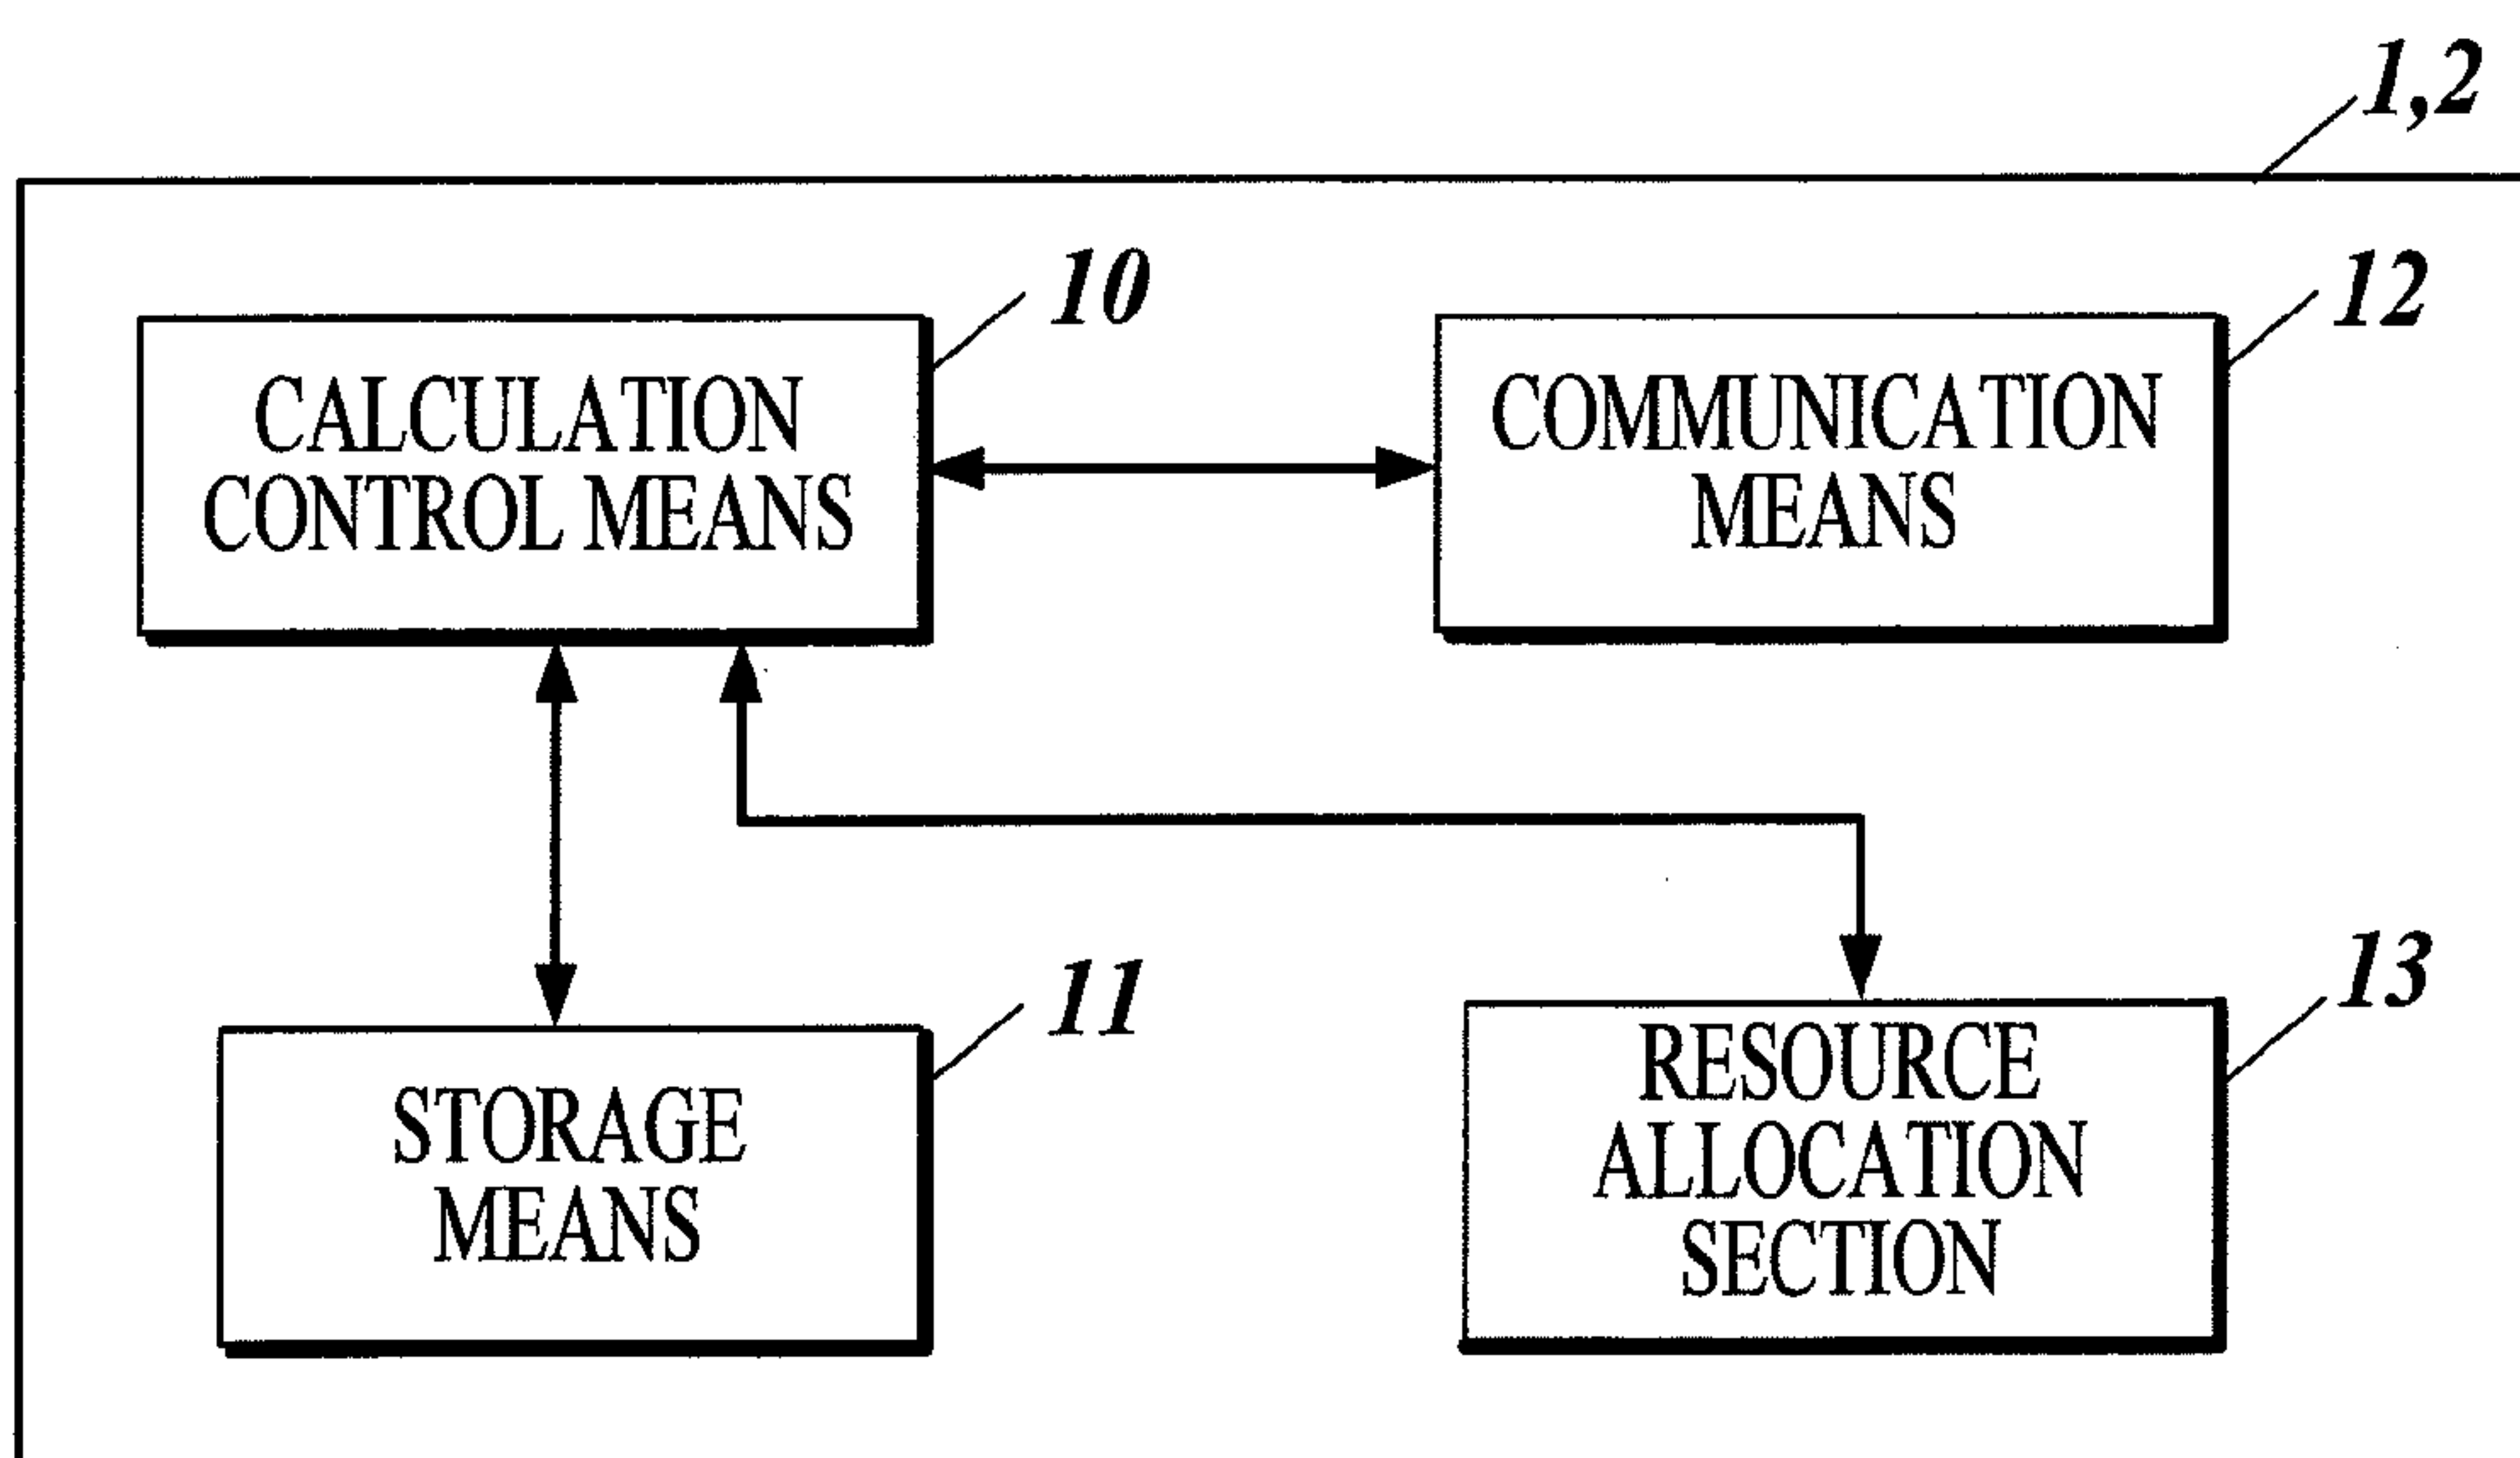 1,2
10
12
CALCULATION
CONTROL MEANS
COMMUNICATION
MEANS
11
13
STORAGE
MEANS
RESOURCE
ALLOCATION
SECTION